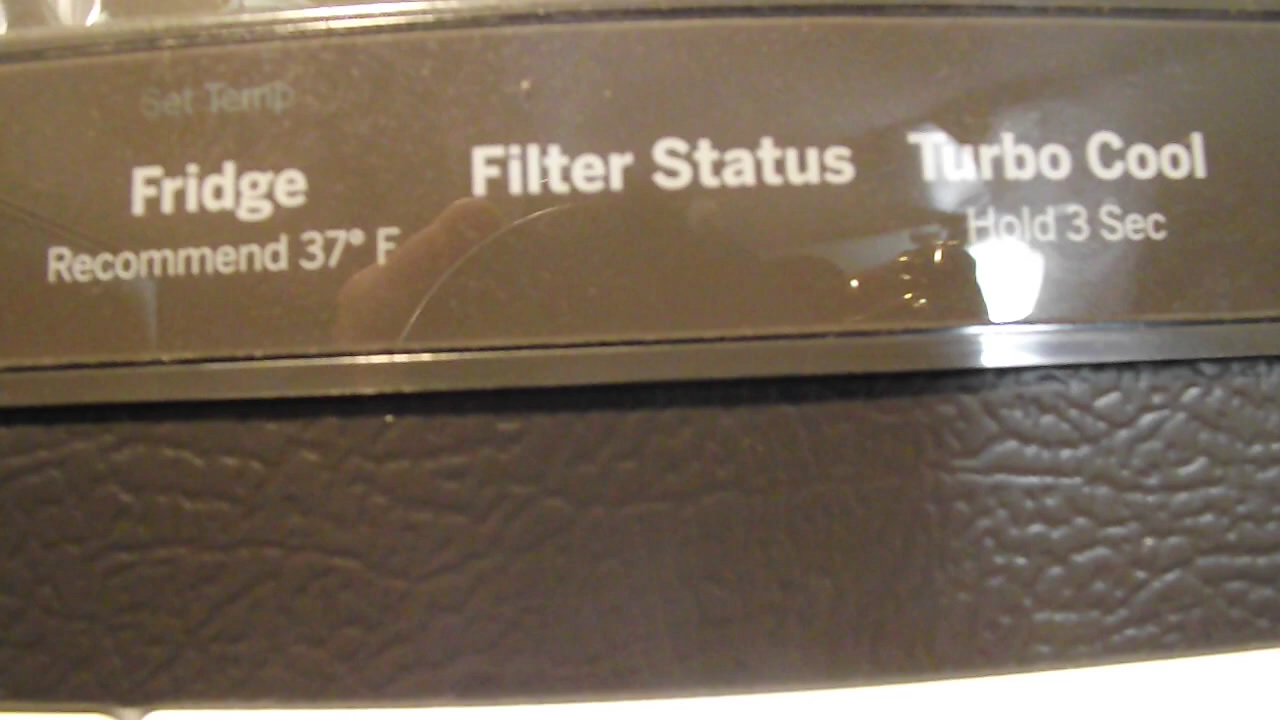 Set Temp
Fridge
Recommend 37° F
Filter Status
Turbo Cool
Hold 3 Sec